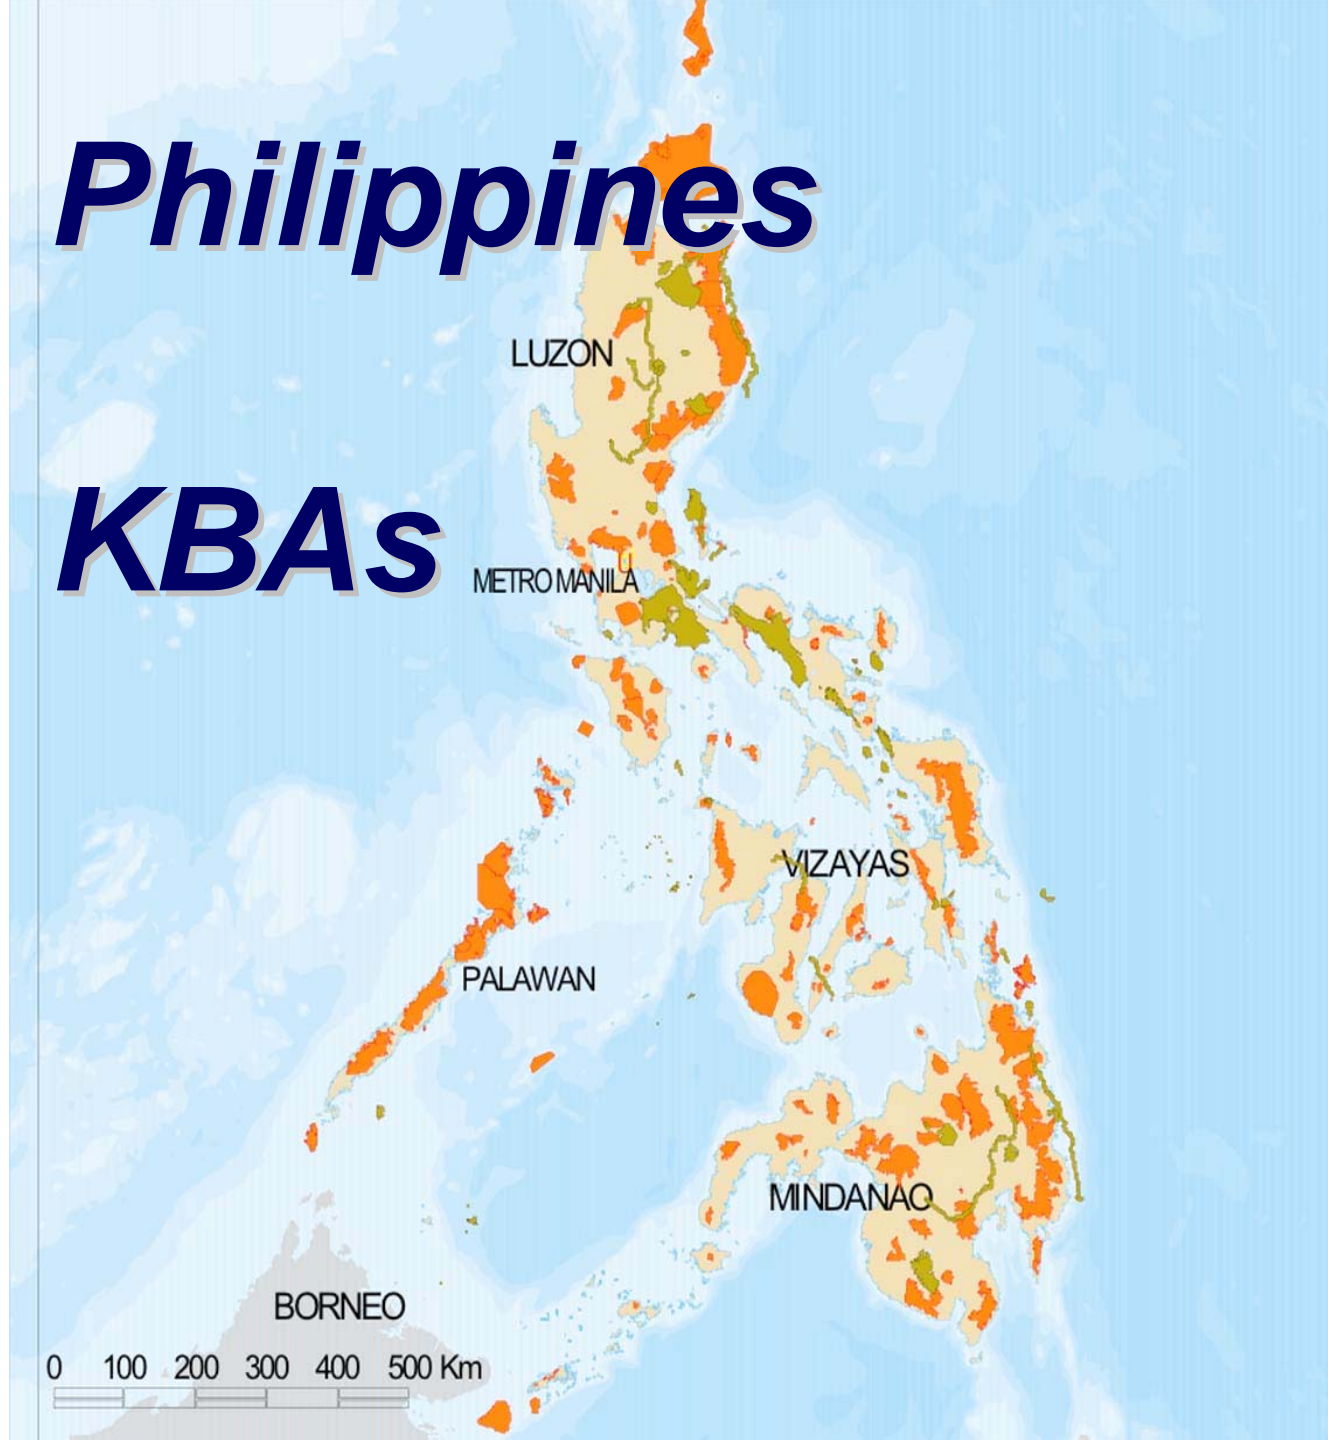 Philippines
LUZON
KBAs
METRO MANILA
VIZAYAS
PALAWAN
MINDANAO
BORNEO
0 100 200 300 400 500 Km